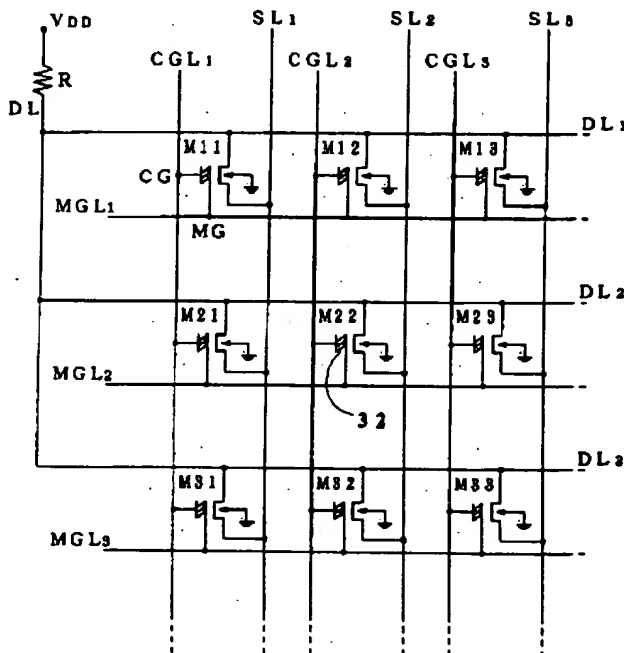 VDD
SL1 SL2 SL3
CGL1 CGL2 CGL3
R
DL
DL1
M11 M12 M13
CG
MGL1
MG
DL2
M21 M22 M23
MGL2
32
DL3
M31 M32 M33
MGL3